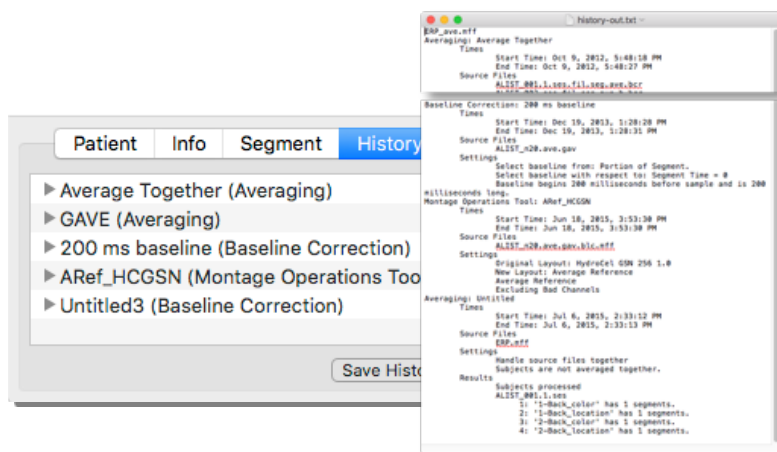 Patient Info Segment History
Average Together (Averaging)
GAVE (Averaging)
200 ms baseline (Baseline Correction)
ARef_HCGSN (Montage Operations Too
Untitled3 (Baseline Correction)
Save Histo
history-out.txt
ERP_ave.mff
Averaging: Average Together
Times
Start Time: Oct 9, 2012, 5:48:18 PM
End Time: Oct 9, 2012, 5:48:27 PM
Source Files
ALIST_001.1.ses.fil.seg.ave.bcr
Baseline Correction: 200 ms baseline
Times
Start Time: Dec 19, 2013, 1:28:28 PM
End Time: Dec 19, 2013, 1:28:31 PM
Source Files
ALIST_n20.ave.gav
Settings
Select baseline from: Portion of Segment.
Select baseline with respect to: Segment Time = 0
Baseline begins 200 milliseconds before sample and is 200
milliseconds long.
Montage Operations Tool: ARef_HCGSN
Times
Start Time: Jun 18, 2015, 3:53:30 PM
End Time: Jun 18, 2015, 3:53:30 PM
Source Files
ALIST_n20.ave.gav.blc.mff
Settings
Original Layout: HydroCel GSN 256 1.0
New Layout: Average Reference
Average Reference
Excluding Bad Channels
Averaging: Untitled
Times
Start Time: Jul 6, 2015, 2:33:12 PM
End Time: Jul 6, 2015, 2:33:13 PM
Source Files
ERP.mff
Settings
Handle source files together
Subjects are not averaged together.
Results
Subjects processed
ALIST_001.1.ses
1: '1-Back_color' has 1 segments.
2: '1-Back_location' has 1 segments.
3: '2-Back_color' has 1 segments.
4: '2-Back_location' has 1 segments.